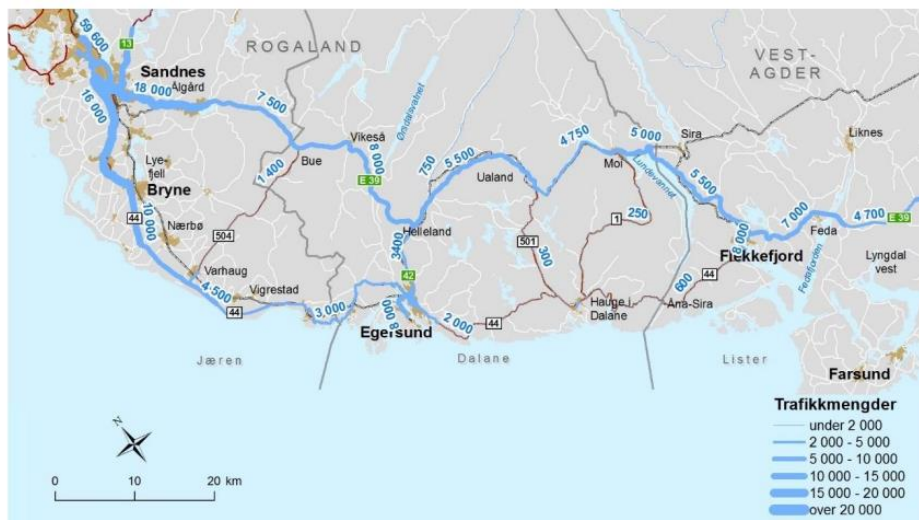 59 600
13
ROGALAND
VEST-
AGDER
Sandnes
Ålgård
18 000
16 000
7 500
Ørsdalsvatnet
Vikeså
8 000
Bue
1 400
E 39
750
5 500
Ualand
4 750
Moi
5 000
Sira
Lundevannet
Liknes
Lye-
fjell
Bryne
44
10 000
Nærbø
504
Helleland
3400
501
300
1
250
5 500
8 000
7 000
Feda
4 700
E 39
Flekkefjord
Fedafjorden
Lyngdal
vest
Varhaug
4 500
Vigrestad
44
3 000
42
8 000
Egersund
2 000
44
Hauge i
Dalane
Åna-Sira
600
44
Jæren
Dalane
Lister
Farsund
N
0
10
20 km
Trafikkmengder
under 2 000
2 000 - 5 000
5 000 - 10 000
10 000 - 15 000
15 000 - 20 000
over 20 000